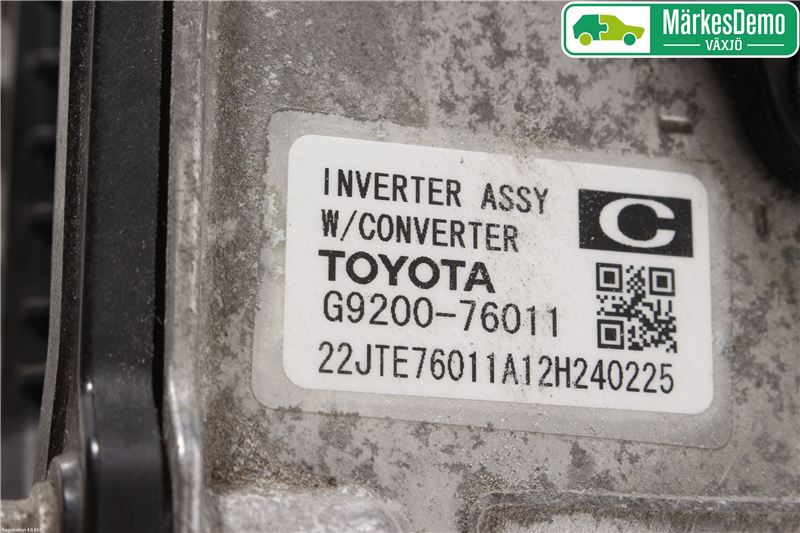 MärkesDemo
VÄXJÖ
INVERTER ASSY
W/CONVERTER
C
TOYOTA
G9200-76011
22JTE76011A12H240225